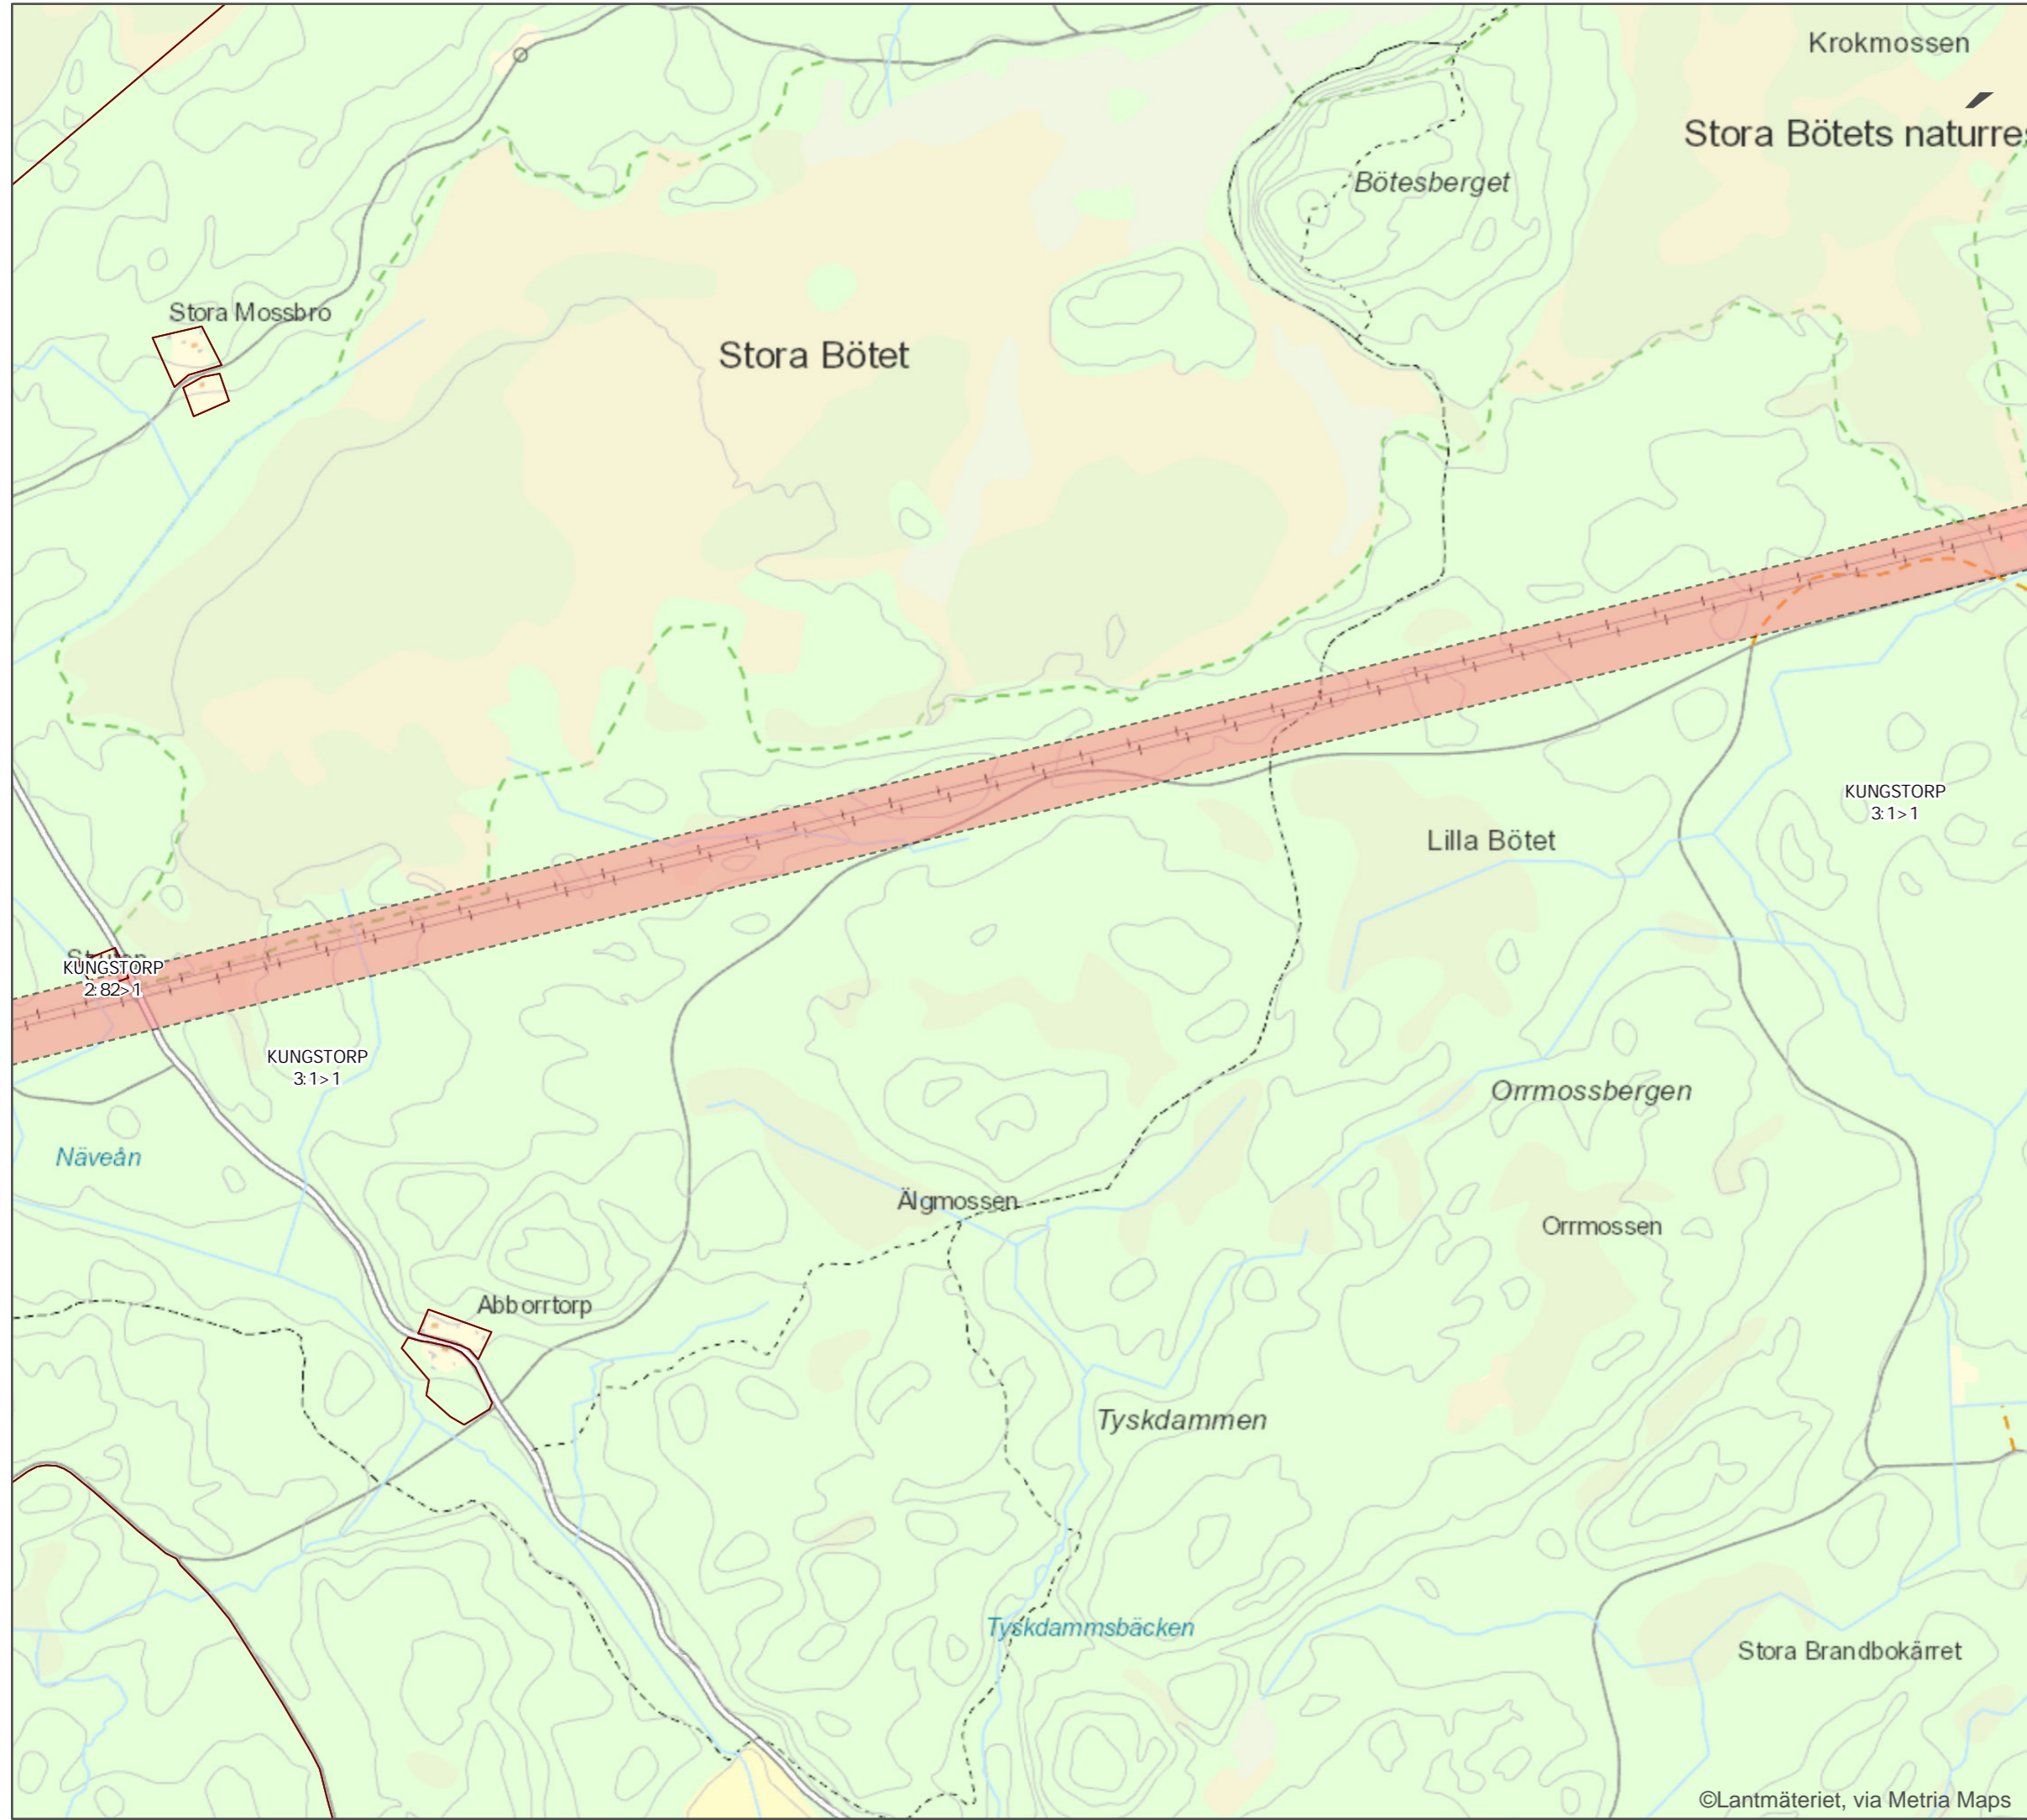 Krokmossen
Stora Bötets naturres
Bötesberget
Stora Mossbro
Stora Bötet
KUNGSTORP
3:1>1
Lilla Bötet
KUNGSTORP
2:82>1
KUNGSTORP
3:1>1
Orrmossbergen
Näveån
Älgmossen
Orrmossen
Abborrtorp
Tyskdammen
Tyskdammsbäcken
Stora Brandbokärret
©Lantmäteriet, via Metria Maps